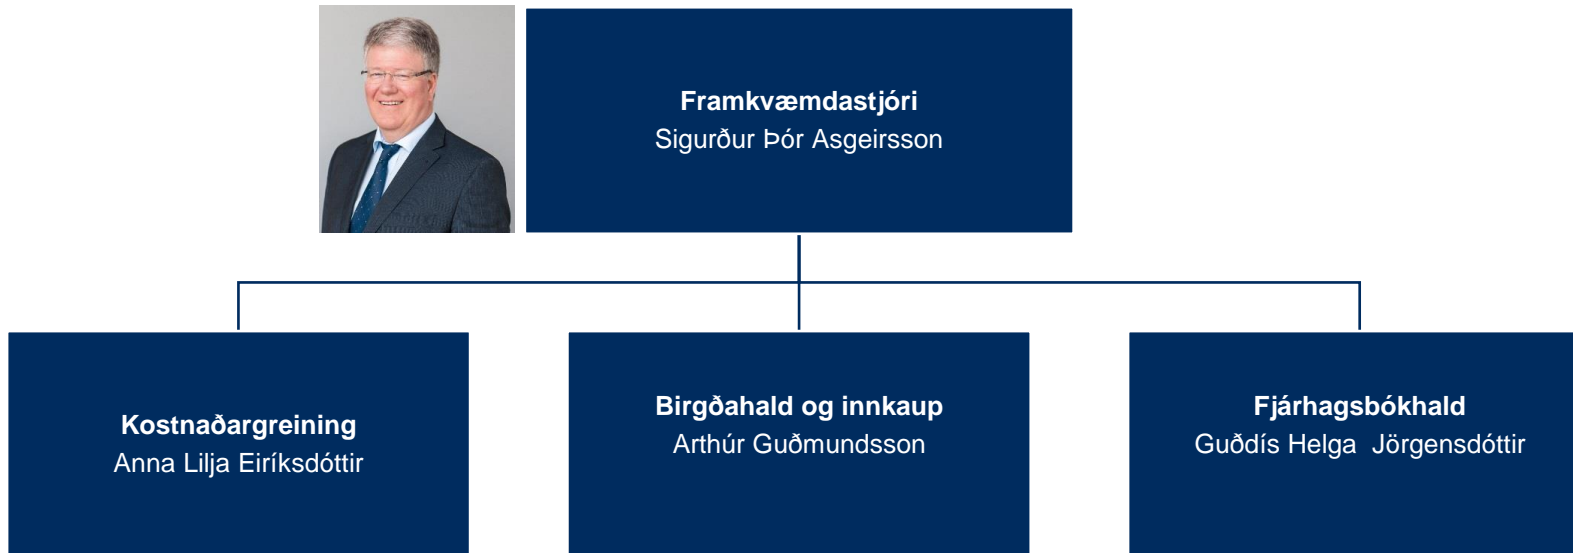 Framkvæmdastjóri
Sigurður Þór Asgeirsson
Kostnaðargreining
Anna Lilja Eiríksdóttir
Birgðahald og innkaup
Arthúr Guðmundsson
Fjárhagsbókhald
Guðdís Helga  Jörgensdóttir